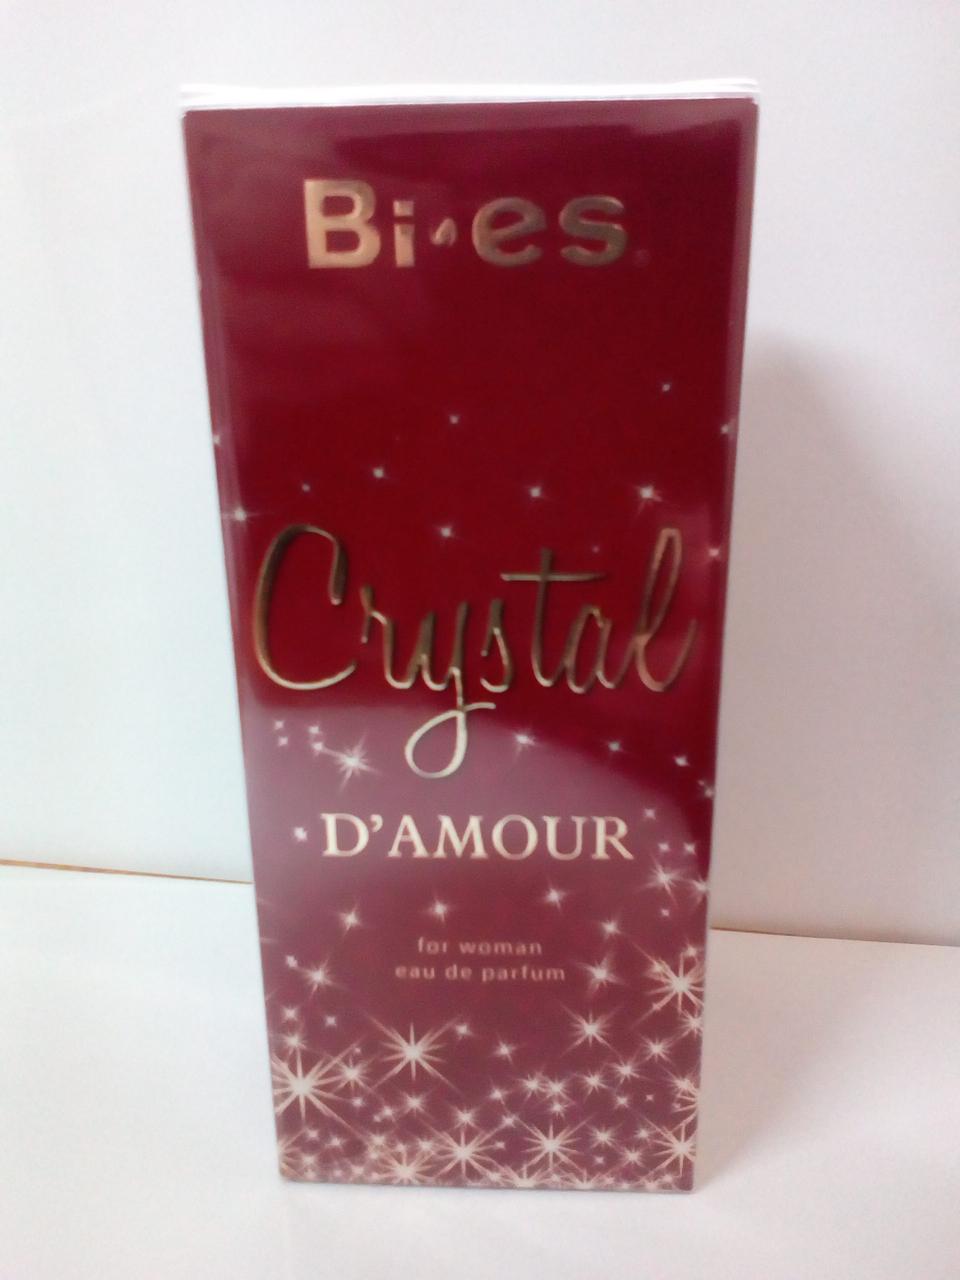 Bi·es
Crystal
D'AMOUR
for woman
eau de parfum